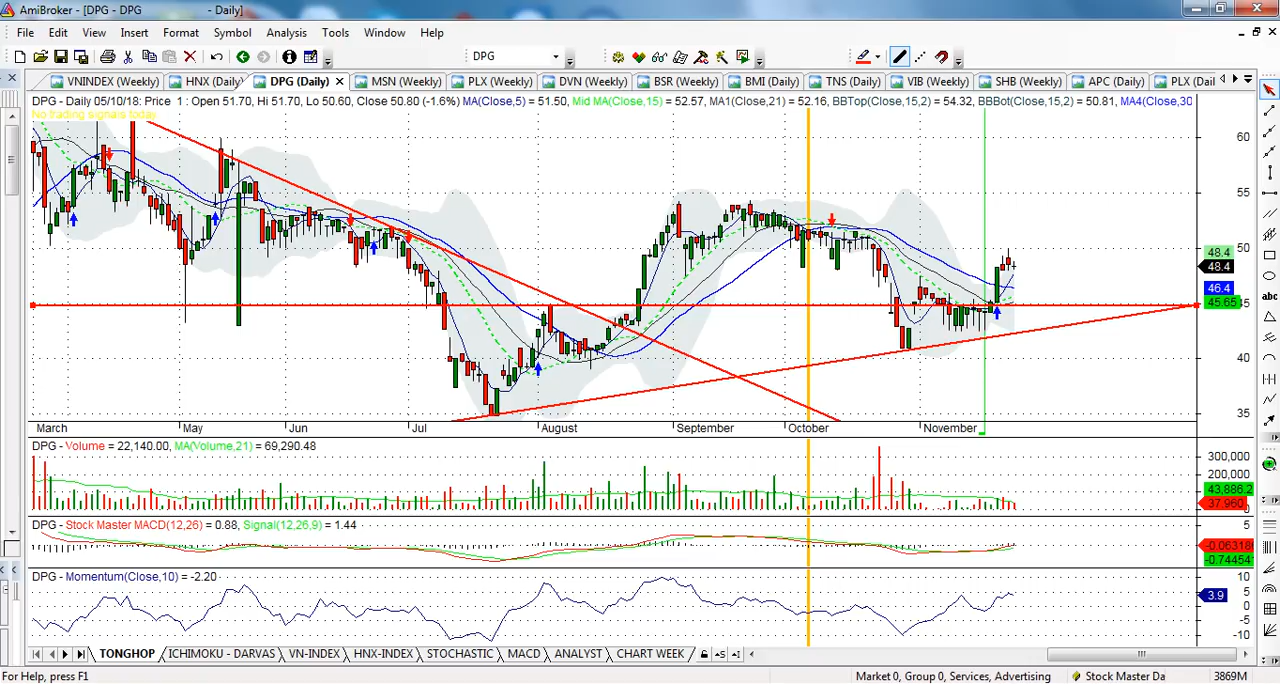 AmiBroker - [DPG - DPG - Daily]
File Edit View Insert Format Symbol Analysis Tools Window Help
DPG
VNINDEX (Weekly) HNX (Daily) DPG (Daily) MSN (Weekly) PLX (Weekly) DVN (Weekly) BSR (Weekly) BMI (Daily) TNS (Daily) VIB (Weekly) SHB (Weekly) APC (Daily) PLX (Dail
DPG - Daily 05/10/18: Price 1 : Open 51.70, Hi 51.70, Lo 50.60, Close 50.80 (-1.6%) MA(Close,5) = 51.50, Mid MA(Close,15) = 52.57, MA1(Close,21) = 52.16, BBTop(Close,15,2) = 54.32, BBBot(Close,15,2) = 50.81, MA4(Close,30
No trading signals today
60
55
50
48.4
48.4
46.4
45.65
40
35
March May Jun Jul August September October November
DPG - Volume = 22,140.00, MA(Volume,21) = 69,290.48
300,000
200,000
43,886.2
37,960
DPG - Stock Master MACD(12,26) = 0.88, Signal(12,26,9) = 1.44
5
-0.063186
-0.74454
DPG - Momentum(Close,10) = -2.20
10
5
3.9
0
-5
-10
TONGHOP ICHIMOKU - DARVAS VN-INDEX HNX-INDEX STOCHASTIC MACD ANALYST CHART WEEK
For Help, press F1 Market 0, Group 0, Services, Advertising Stock Master Da 3869M